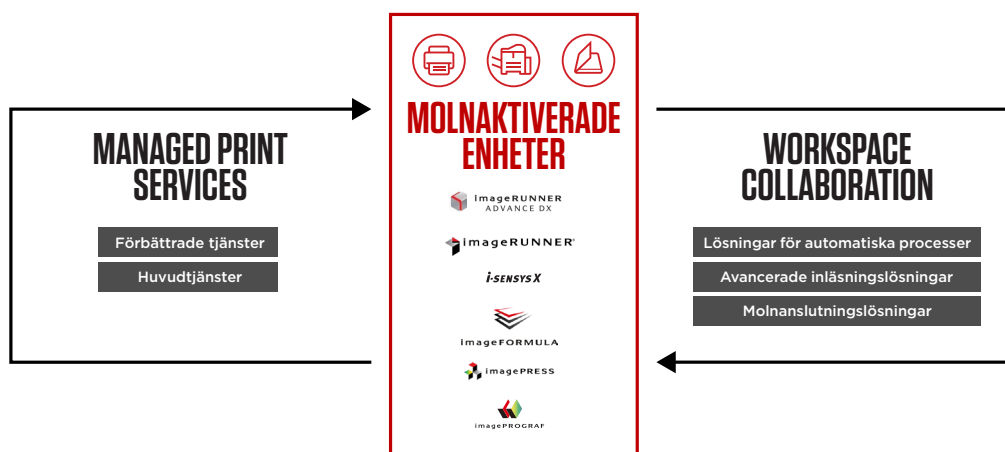 MANAGED PRINT
SERVICES
Förbättrade tjänster
Huvudtjänster
MOLNAKTIVERADE
ENHETER
imageRUNNER
ADVANCE DX
imageRUNNER®
i-SENSYS X
imageFORMULA
imagePRESS
imagePROGRAF
WORKSPACE
COLLABORATION
Lösningar för automatiska processer
Avancerade inläsningslösningar
Molnanslutningslösningar